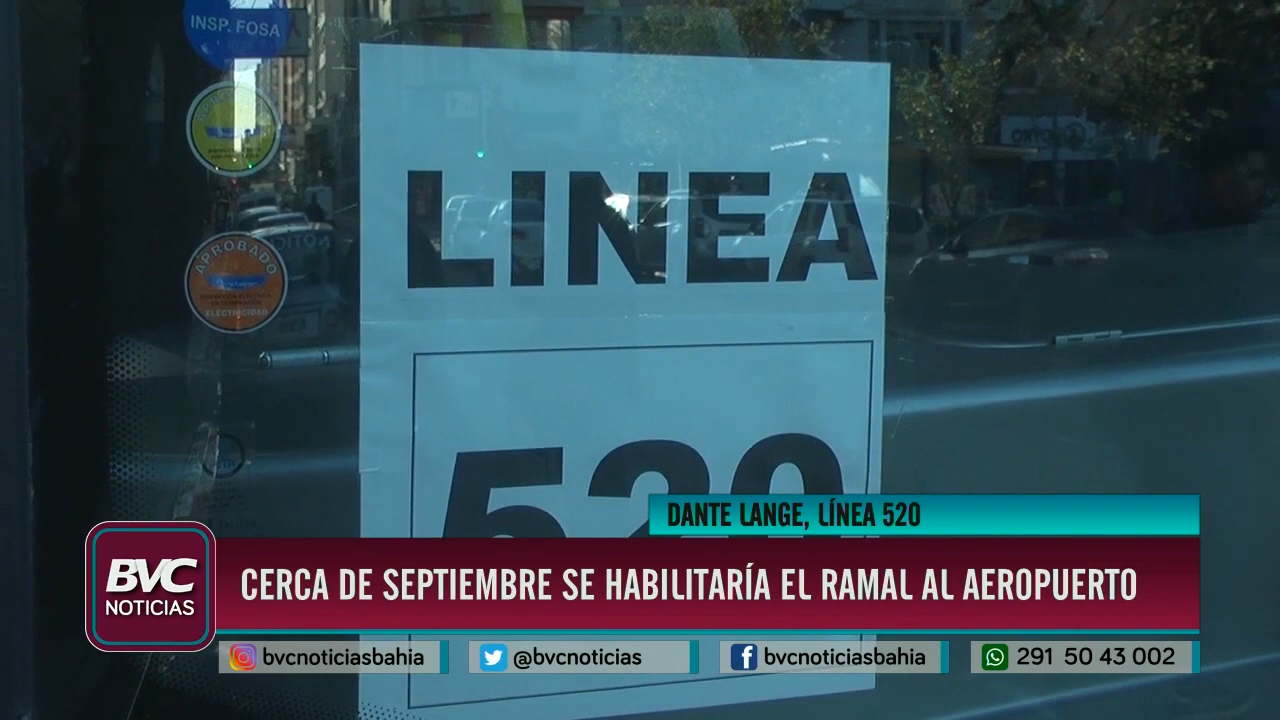 INSP. FOSA
LINEA
APROBADO
ELECTRICIDAD
520
DANTE LANGE, LÍNEA 520
BVC
NOTICIAS
CERCA DE SEPTIEMBRE SE HABILITARÍA EL RAMAL AL AEROPUERTO
bvcnoticiasbahia
@bvcnoticias
bvcnoticiasbahia
291 50 43 002